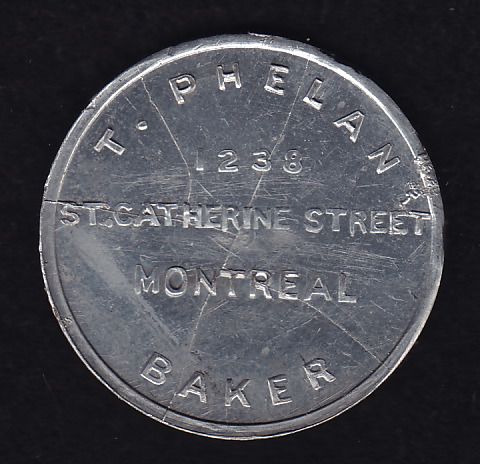 T. PHELAN
1238
ST. CATHERINE STREET
MONTREAL
BAKER